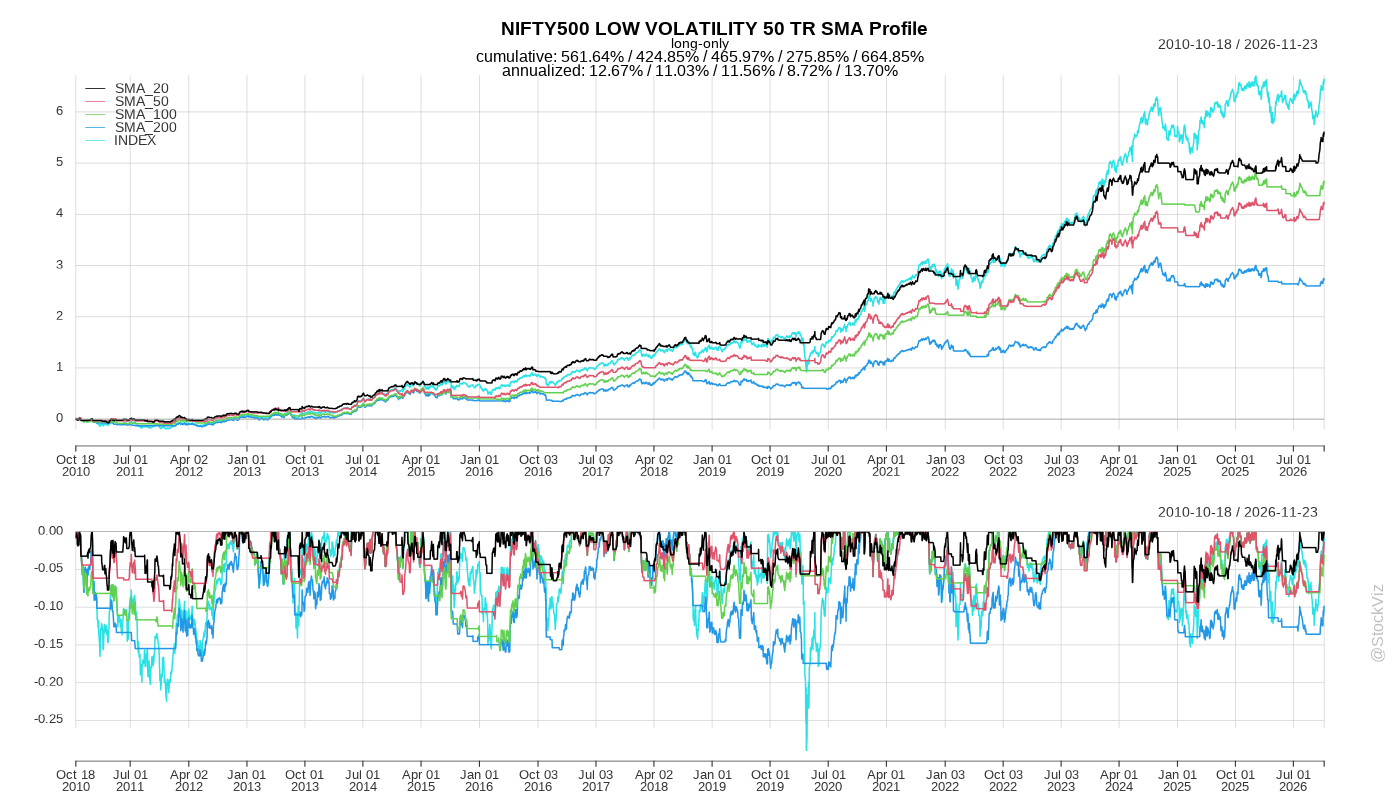 NIFTY500 LOW VOLATILITY 50 TR SMA Profile
long-only
cumulative: 561.64% / 424.85% / 465.97% / 275.85% / 664.85%
annualized: 12.67% / 11.03% / 11.56% / 8.72% / 13.70%
2010-10-18 / 2026-11-23
SMA_20
SMA_50
SMA_100
SMA_200
INDEX
6
5
4
3
2
1
0
Oct 18 Jul 01 Apr 02 Jan 01 Oct 01 Jul 01 Apr 01 Jan 01 Oct 03 Jul 03 Apr 02 Jan 01 Oct 01 Jul 01 Apr 01 Jan 03 Oct 03 Jul 03 Apr 01 Jan 01 Oct 01 Jul 01
2010 2011 2012 2013 2013 2014 2015 2016 2016 2017 2018 2019 2019 2020 2021 2022 2022 2023 2024 2025 2025 2026
2010-10-18 / 2026-11-23
0.00
-0.05
-0.10
-0.15
-0.20
-0.25
Oct 18 Jul 01 Apr 02 Jan 01 Oct 01 Jul 01 Apr 01 Jan 01 Oct 03 Jul 03 Apr 02 Jan 01 Oct 01 Jul 01 Apr 01 Jan 03 Oct 03 Jul 03 Apr 01 Jan 01 Oct 01 Jul 01
2010 2011 2012 2013 2013 2014 2015 2016 2016 2017 2018 2019 2019 2020 2021 2022 2022 2023 2024 2025 2025 2026
@StockViz